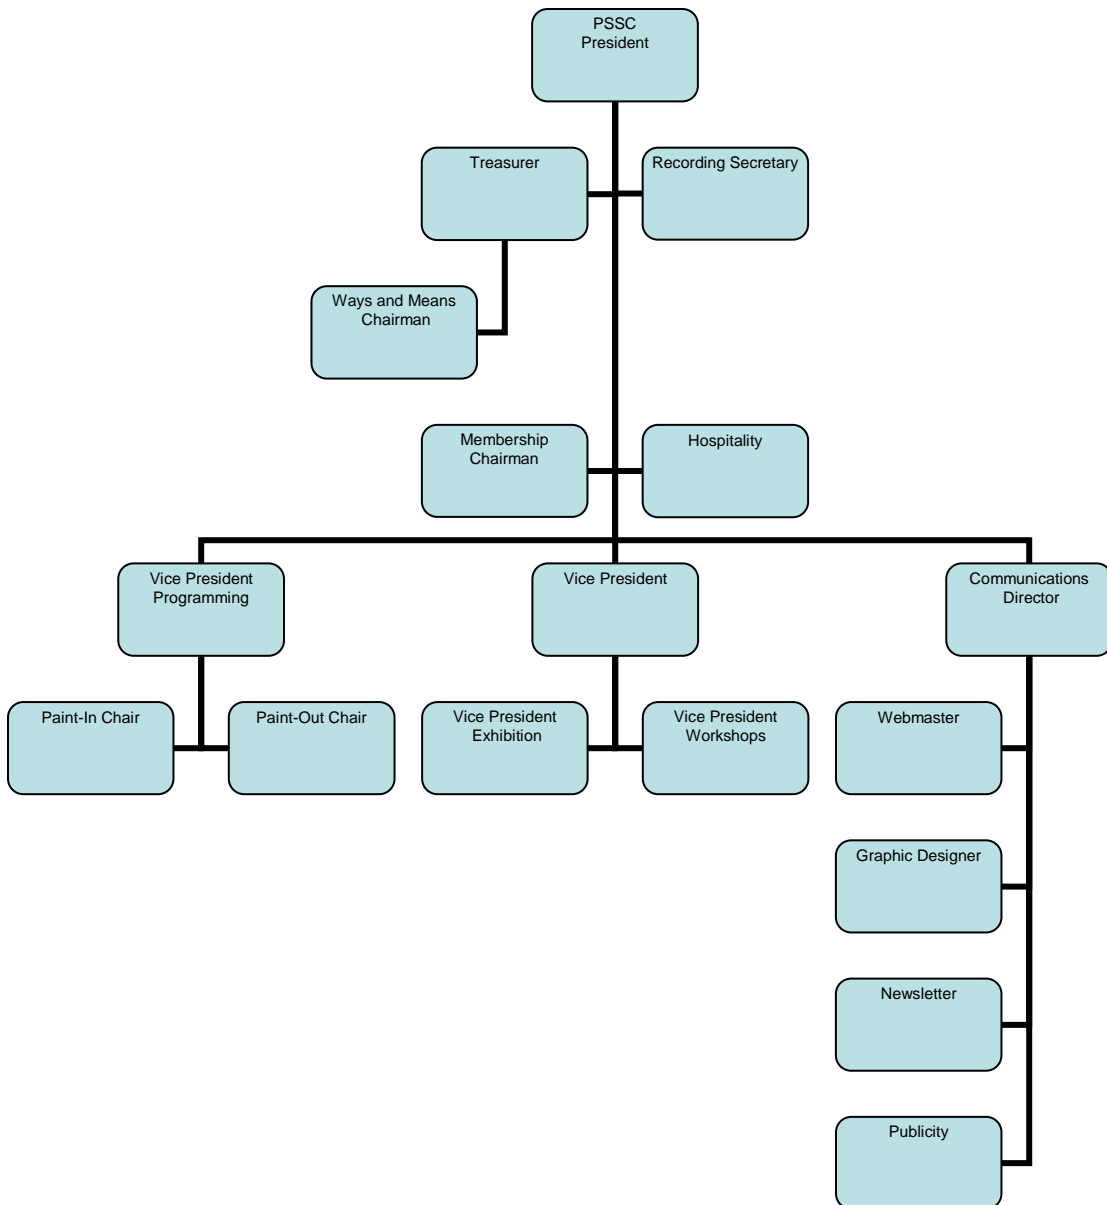 PSSC
President
Treasurer
Recording Secretary
Ways and Means
Chairman
Membership
Chairman
Hospitality
Vice President
Programming
Vice President
Communications
Director
Paint-In Chair
Paint-Out Chair
Vice President
Exhibition
Vice President
Workshops
Webmaster
Graphic Designer
Newsletter
Publicity